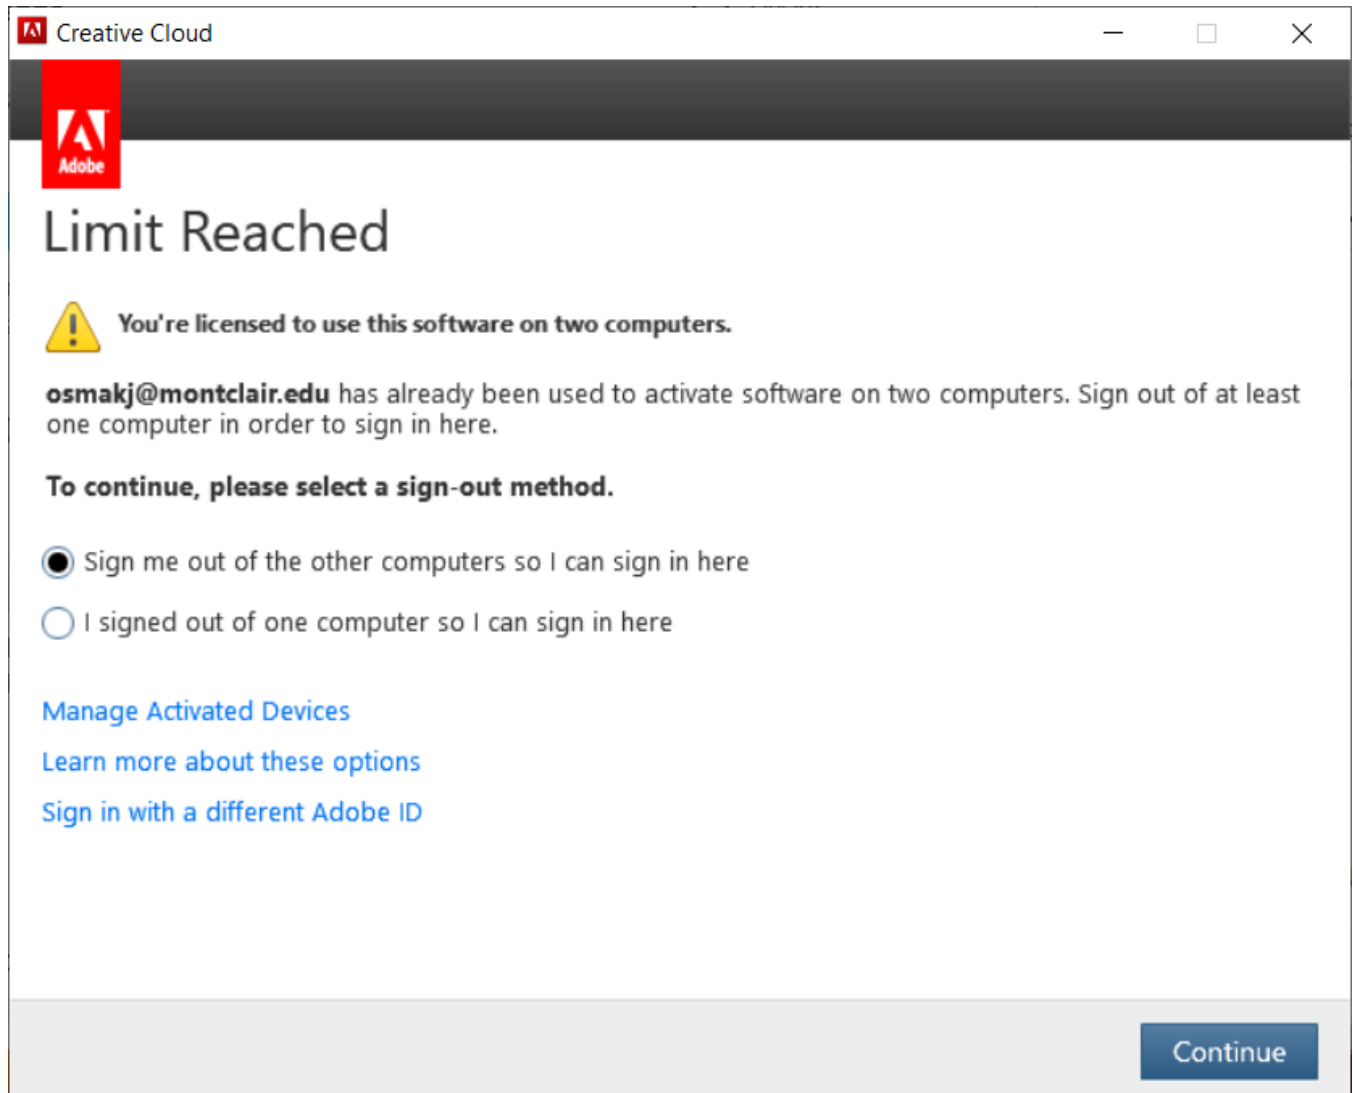 Creative Cloud
Adobe
Limit Reached
You're licensed to use this software on two computers.
osmakj@montclair.edu has already been used to activate software on two computers. Sign out of at least
one computer in order to sign in here.
To continue, please select a sign-out method.
Sign me out of the other computers so I can sign in here
I signed out of one computer so I can sign in here
Manage Activated Devices
Learn more about these options
Sign in with a different Adobe ID
Continue